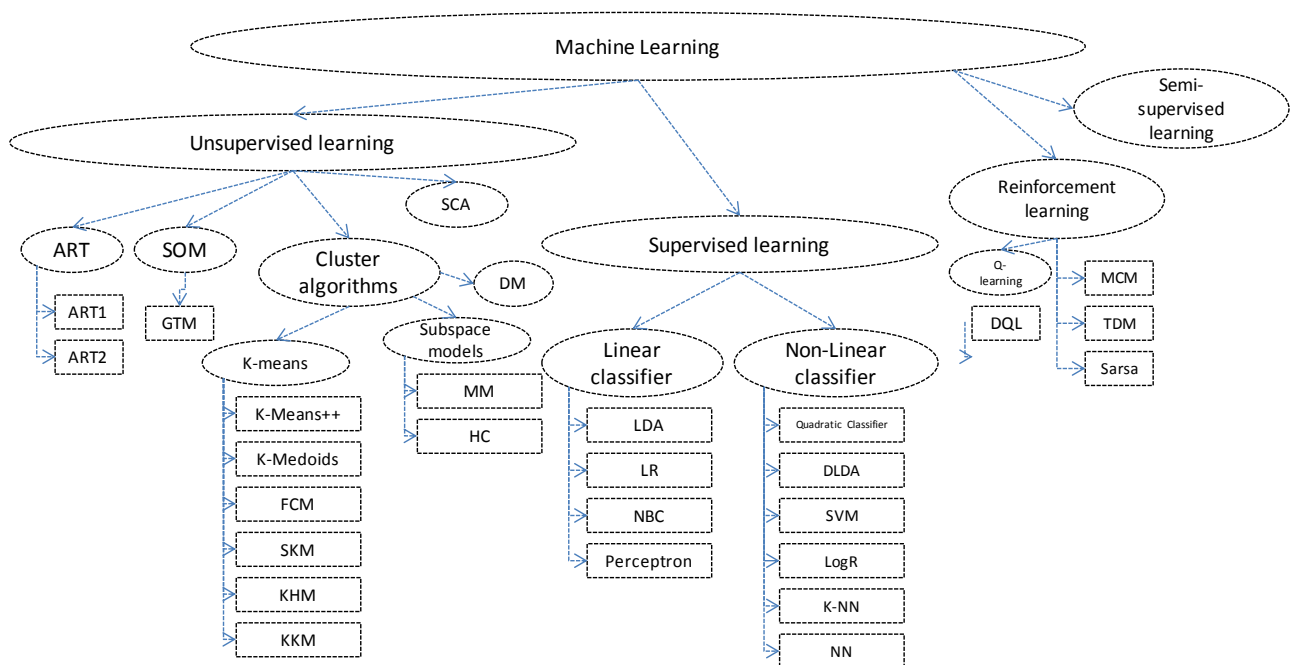 Machine Learning
Semi-
supervised
learning
Unsupervised learning
Reinforcement
learning
SCA
ART
SOM
Cluster
algorithms
DM
Supervised learning
Q-
learning
MCM
TDM
Sarsa
DQL
ART1
ART2
GTM
K-means
Subspace
models
Linear
classifier
Non-Linear
classifier
K-Means++
K-Medoids
FCM
SKM
KHM
KKM
MM
HC
LDA
LR
NBC
Perceptron
Quadratic Classifier
DLDA
SVM
LogR
K-NN
NN